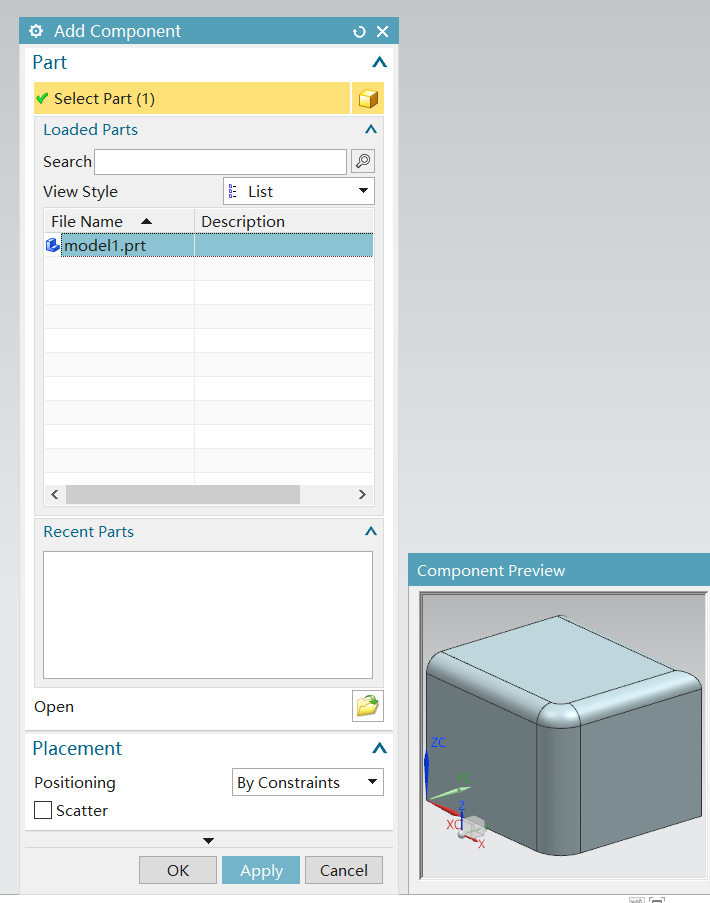 Add Component
Part
Select Part (1)
Loaded Parts
Search
View Style
List
File Name
Description
model1.prt
Recent Parts
Open
Placement
Positioning
By Constraints
Scatter
OK
Apply
Cancel
Component Preview
ZC
XC
Z
X